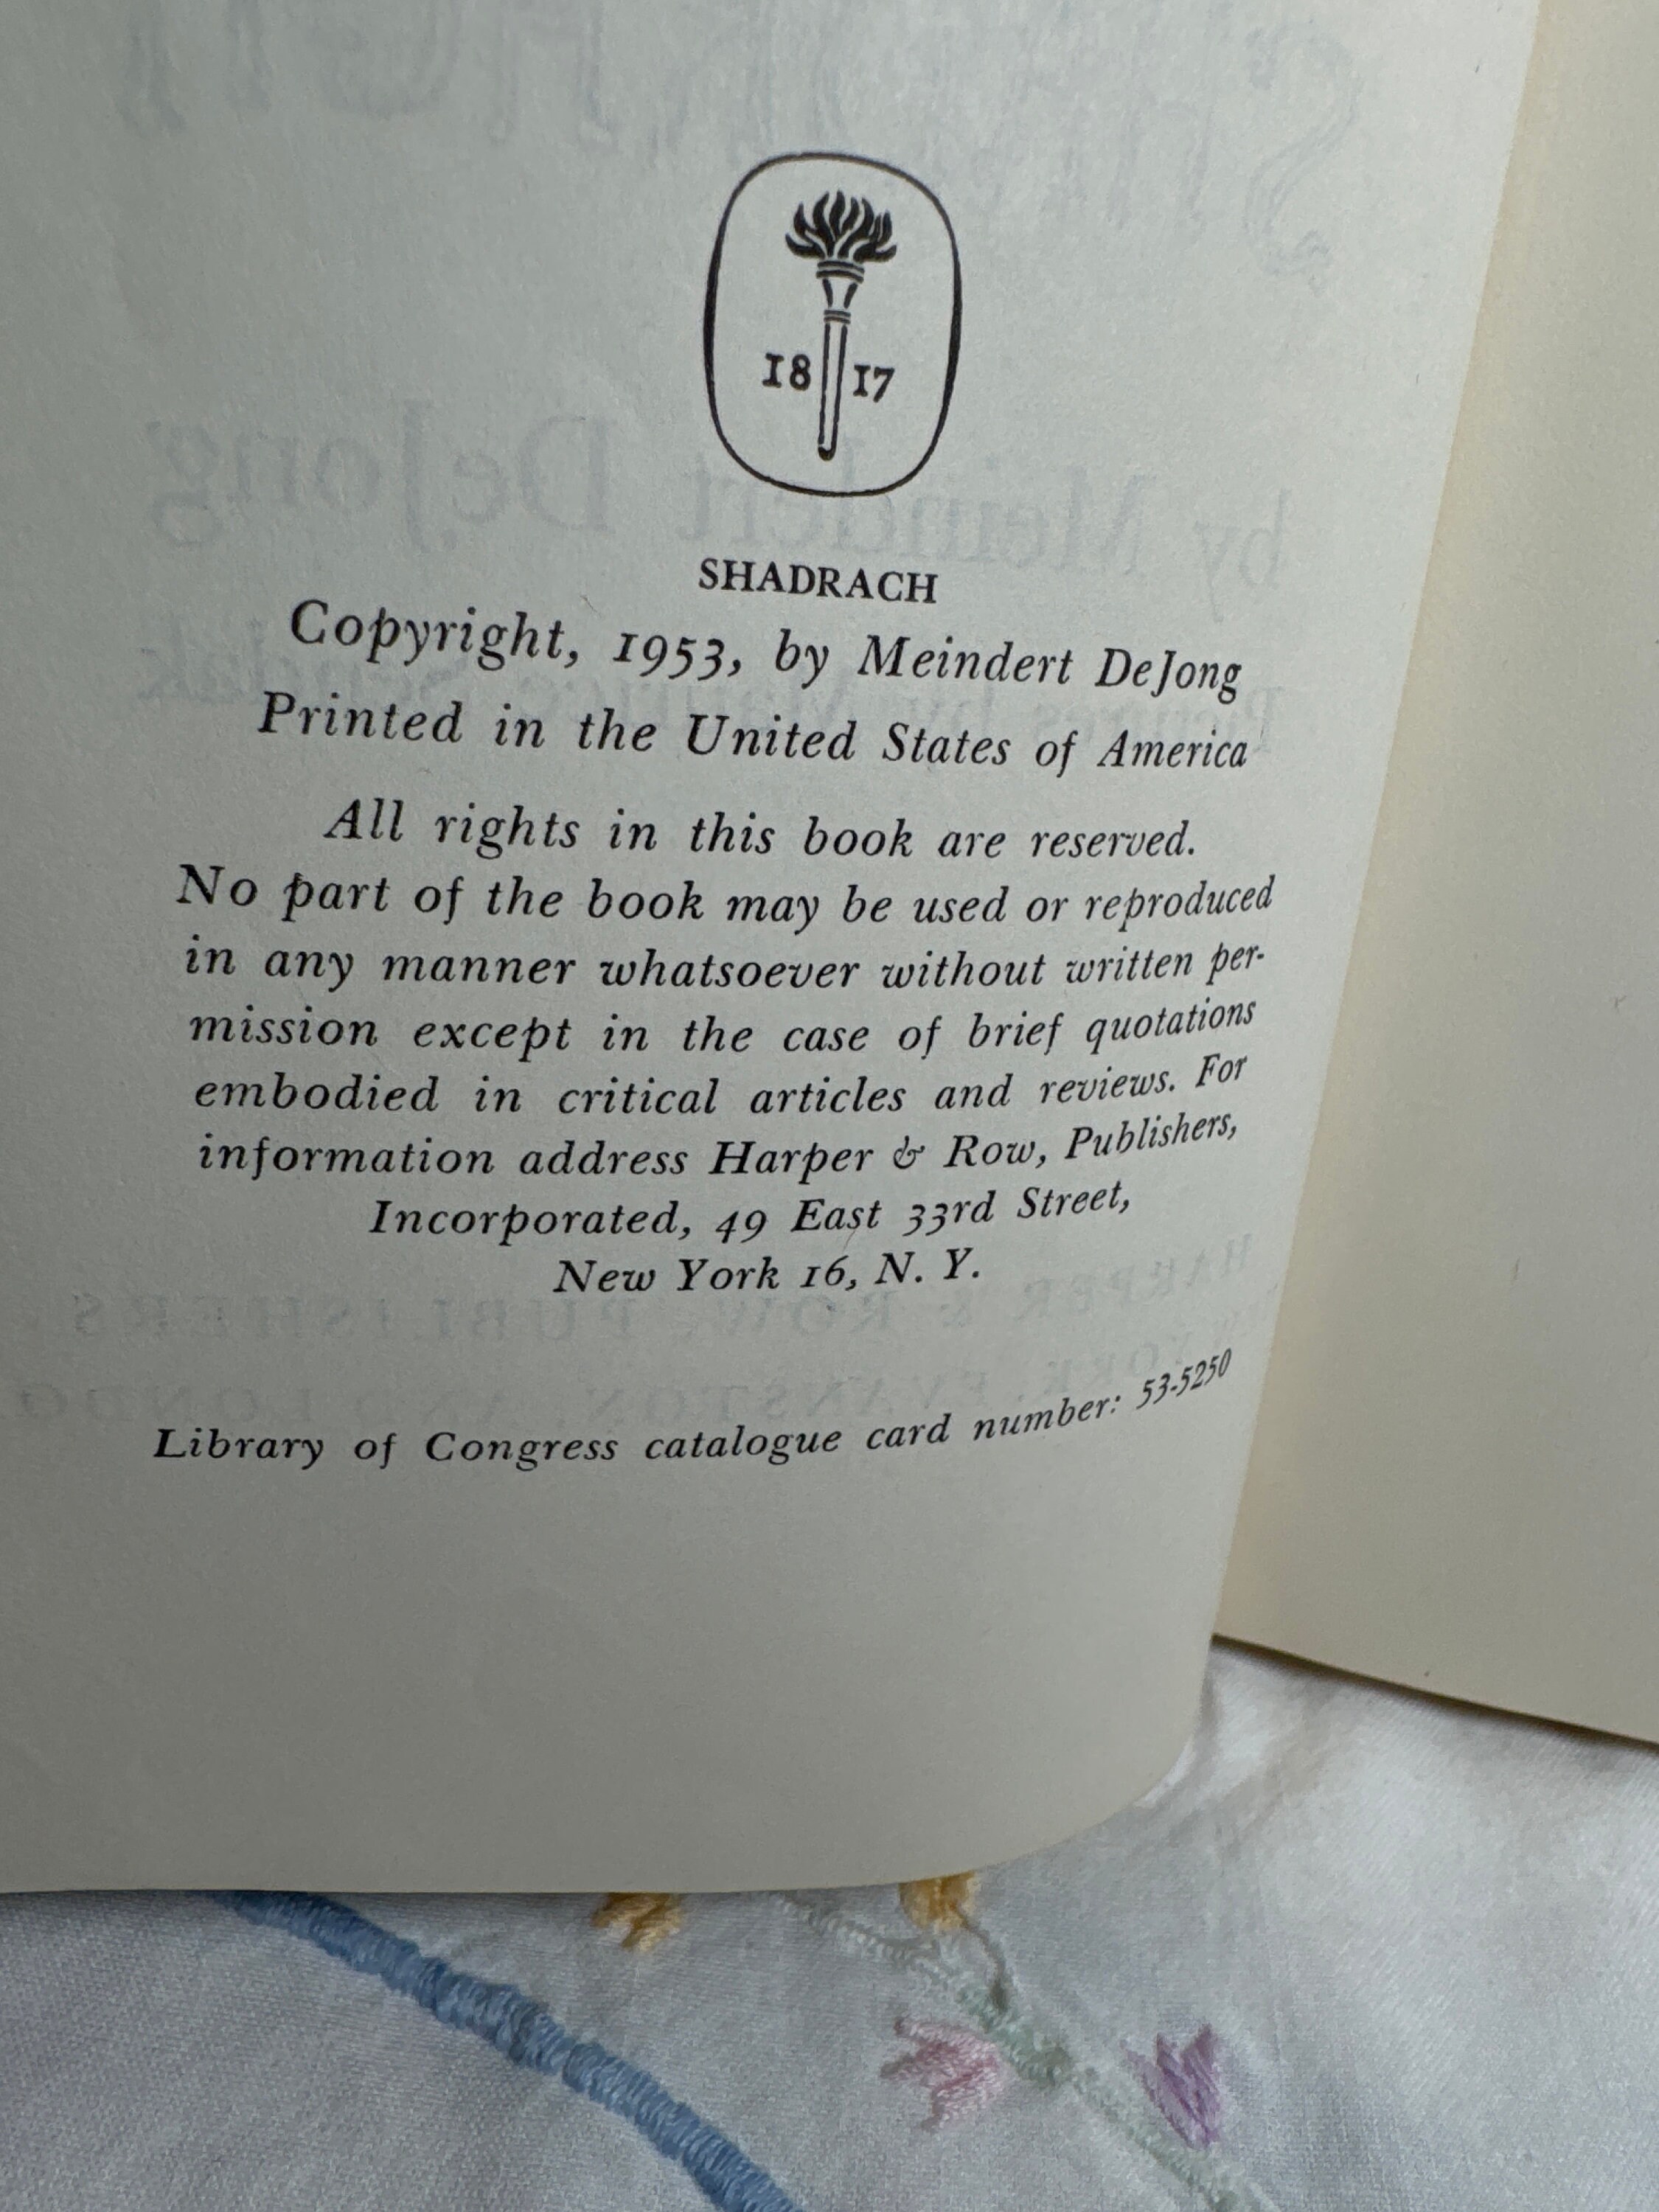 18 17
SHADRACH
Copyright, 1953, by Meindert DeJong
Printed in the United States of America
All rights in this book are reserved.
No part of the book may be used or reproduced
in any manner whatsoever without written per-
mission except in the case of brief quotations
embodied in critical articles and reviews. For
information address Harper & Row, Publishers,
Incorporated, 49 East 33rd Street,
New York 16, N. Y.
Library of Congress catalogue card number: 53-5250